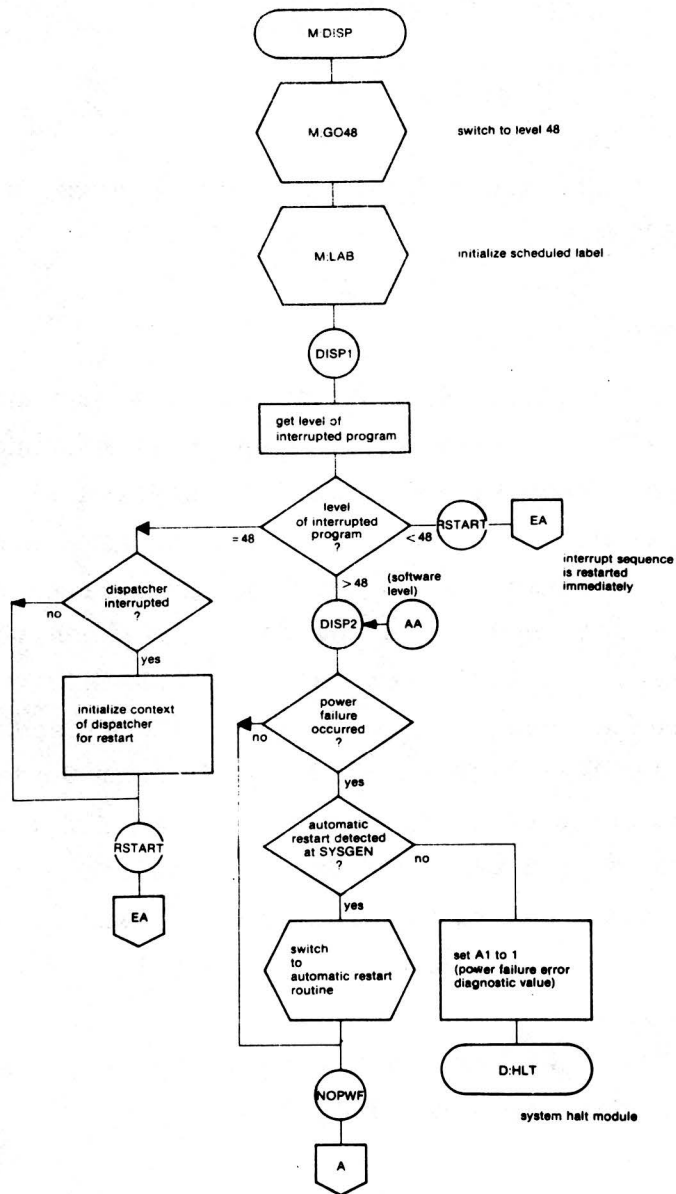 M:DISP
M:GO48
switch to level 48
M:LAB
initialize scheduled label
DISP1
get level of
interrupted program
level
of interrupted
program
?
= 48
< 48
> 48
RSTART
EA
interrupt sequence
is restarted
immediately
(software
level)
dispatcher
interrupted
?
no
yes
DISP2
AA
initialize context
of dispatcher
for restart
power
failure
occurred
?
no
yes
RSTART
EA
automatic
restart detected
at SYSGEN
?
no
yes
switch
to
automatic restart
routine
set A1 to 1
(power failure error
diagnostic value)
D:HLT
system halt module
NOPWF
A